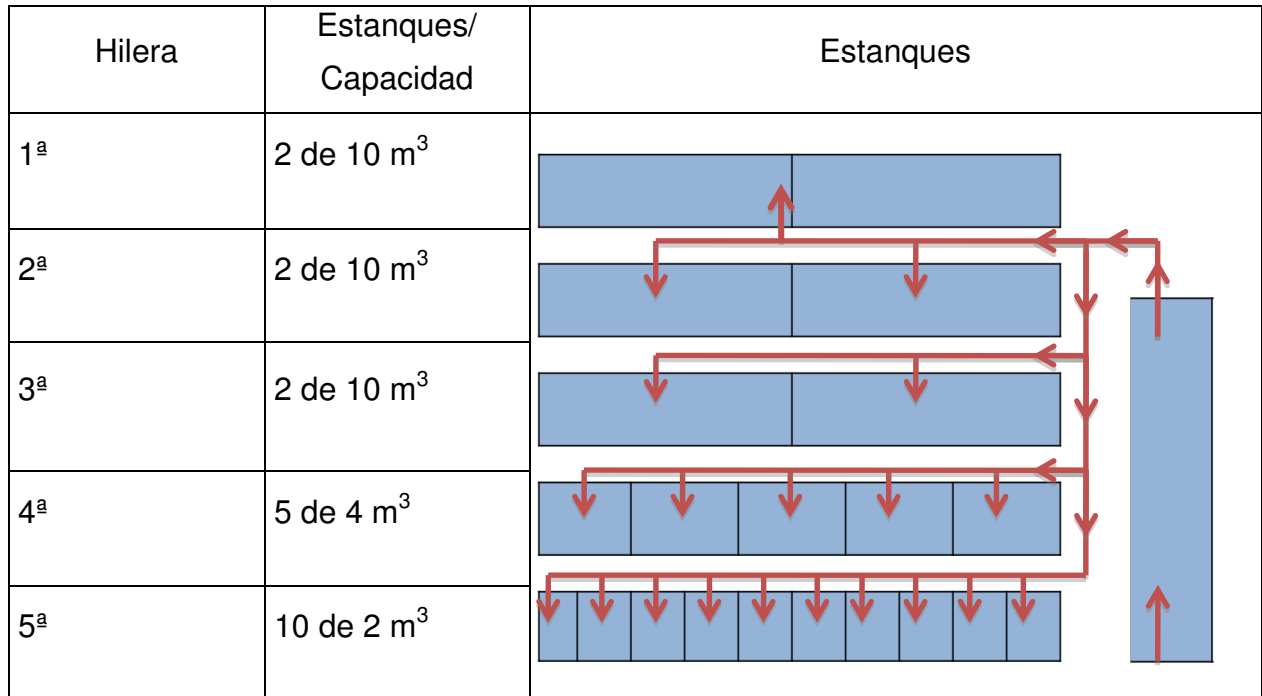 Hilera
Estanques/
Capacidad
Estanques
1ª
2 de 10 m³
2ª
2 de 10 m³
3ª
2 de 10 m³
4ª
5 de 4 m³
5ª
10 de 2 m³